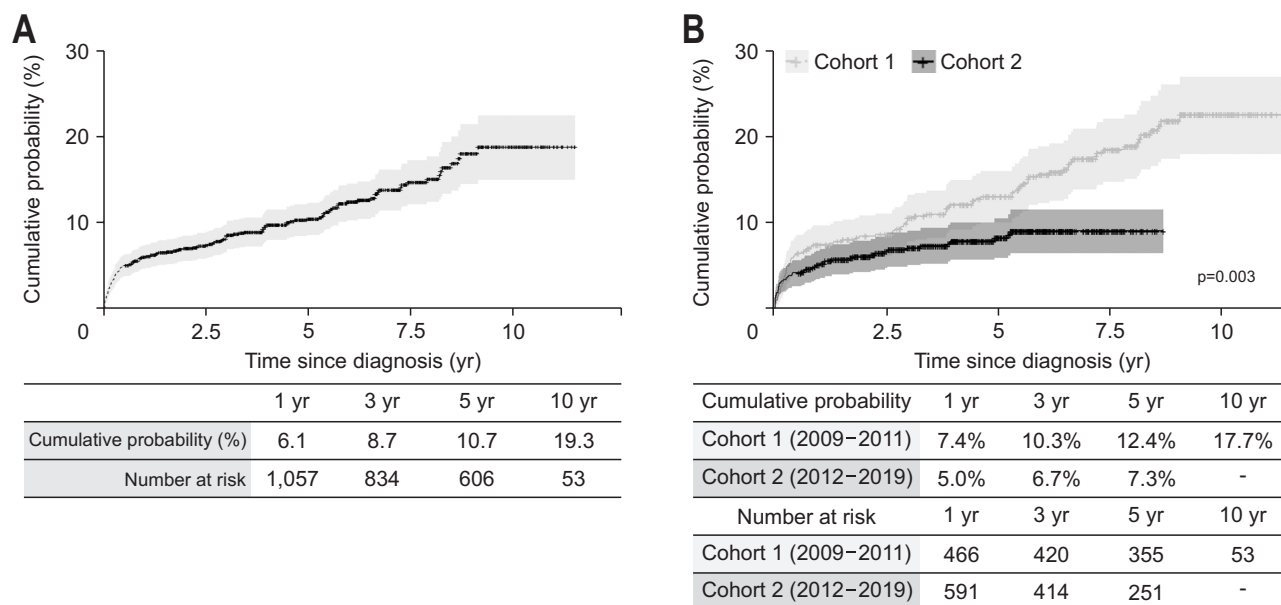 A
Cumulative probability (%)
30
20
10
0
2.5
5
7.5
10
Time since diagnosis (yr)
1 yr 3 yr 5 yr 10 yr
Cumulative probability (%) 6.1 8.7 10.7 19.3
Number at risk 1,057 834 606 53
B
Cumulative probability (%)
Cohort 1 Cohort 2
30
20
10
p=0.003
0
2.5
5
7.5
10
Time since diagnosis (yr)
Cumulative probability 1 yr 3 yr 5 yr 10 yr
Cohort 1 (2009−2011) 7.4% 10.3% 12.4% 17.7%
Cohort 2 (2012−2019) 5.0% 6.7% 7.3% -
Number at risk 1 yr 3 yr 5 yr 10 yr
Cohort 1 (2009−2011) 466 420 355 53
Cohort 2 (2012−2019) 591 414 251 -